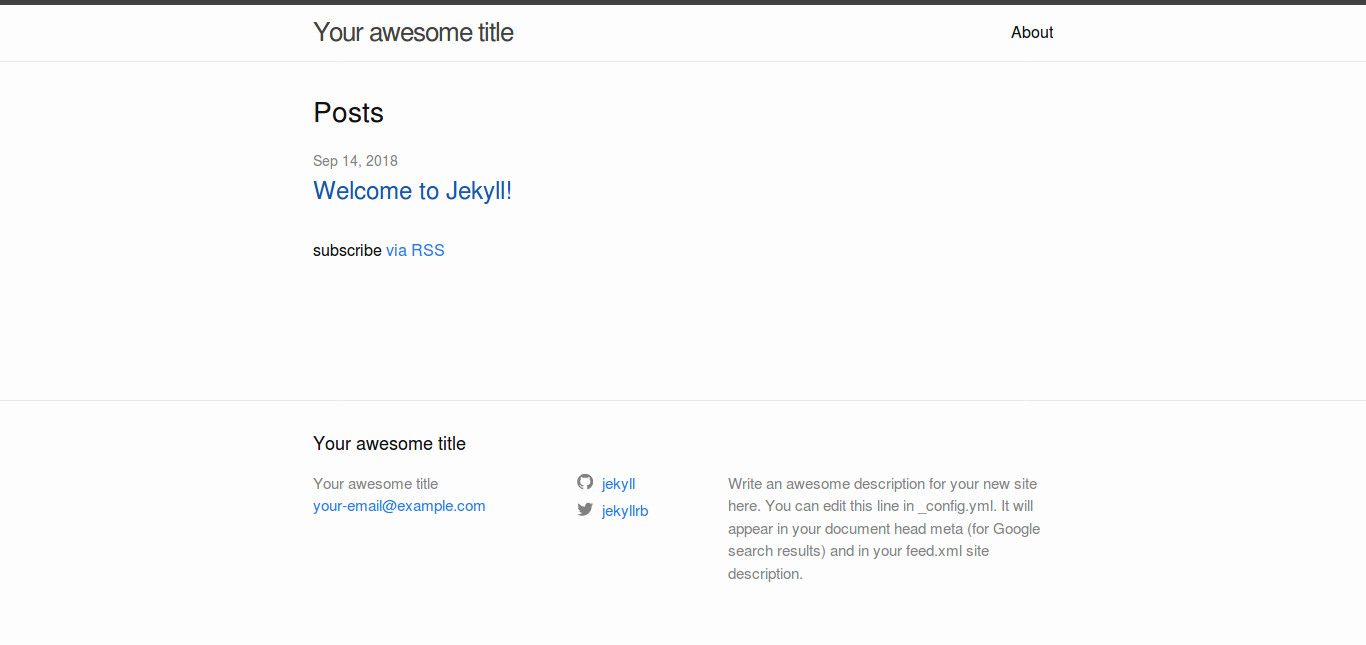 Your awesome title
About
Posts
Sep 14, 2018
Welcome to Jekyll!
subscribe via RSS
Your awesome title
Your awesome title
your-email@example.com
jekyll
jekyllrb
Write an awesome description for your new site
here. You can edit this line in _config.yml. It will
appear in your document head meta (for Google
search results) and in your feed.xml site
description.